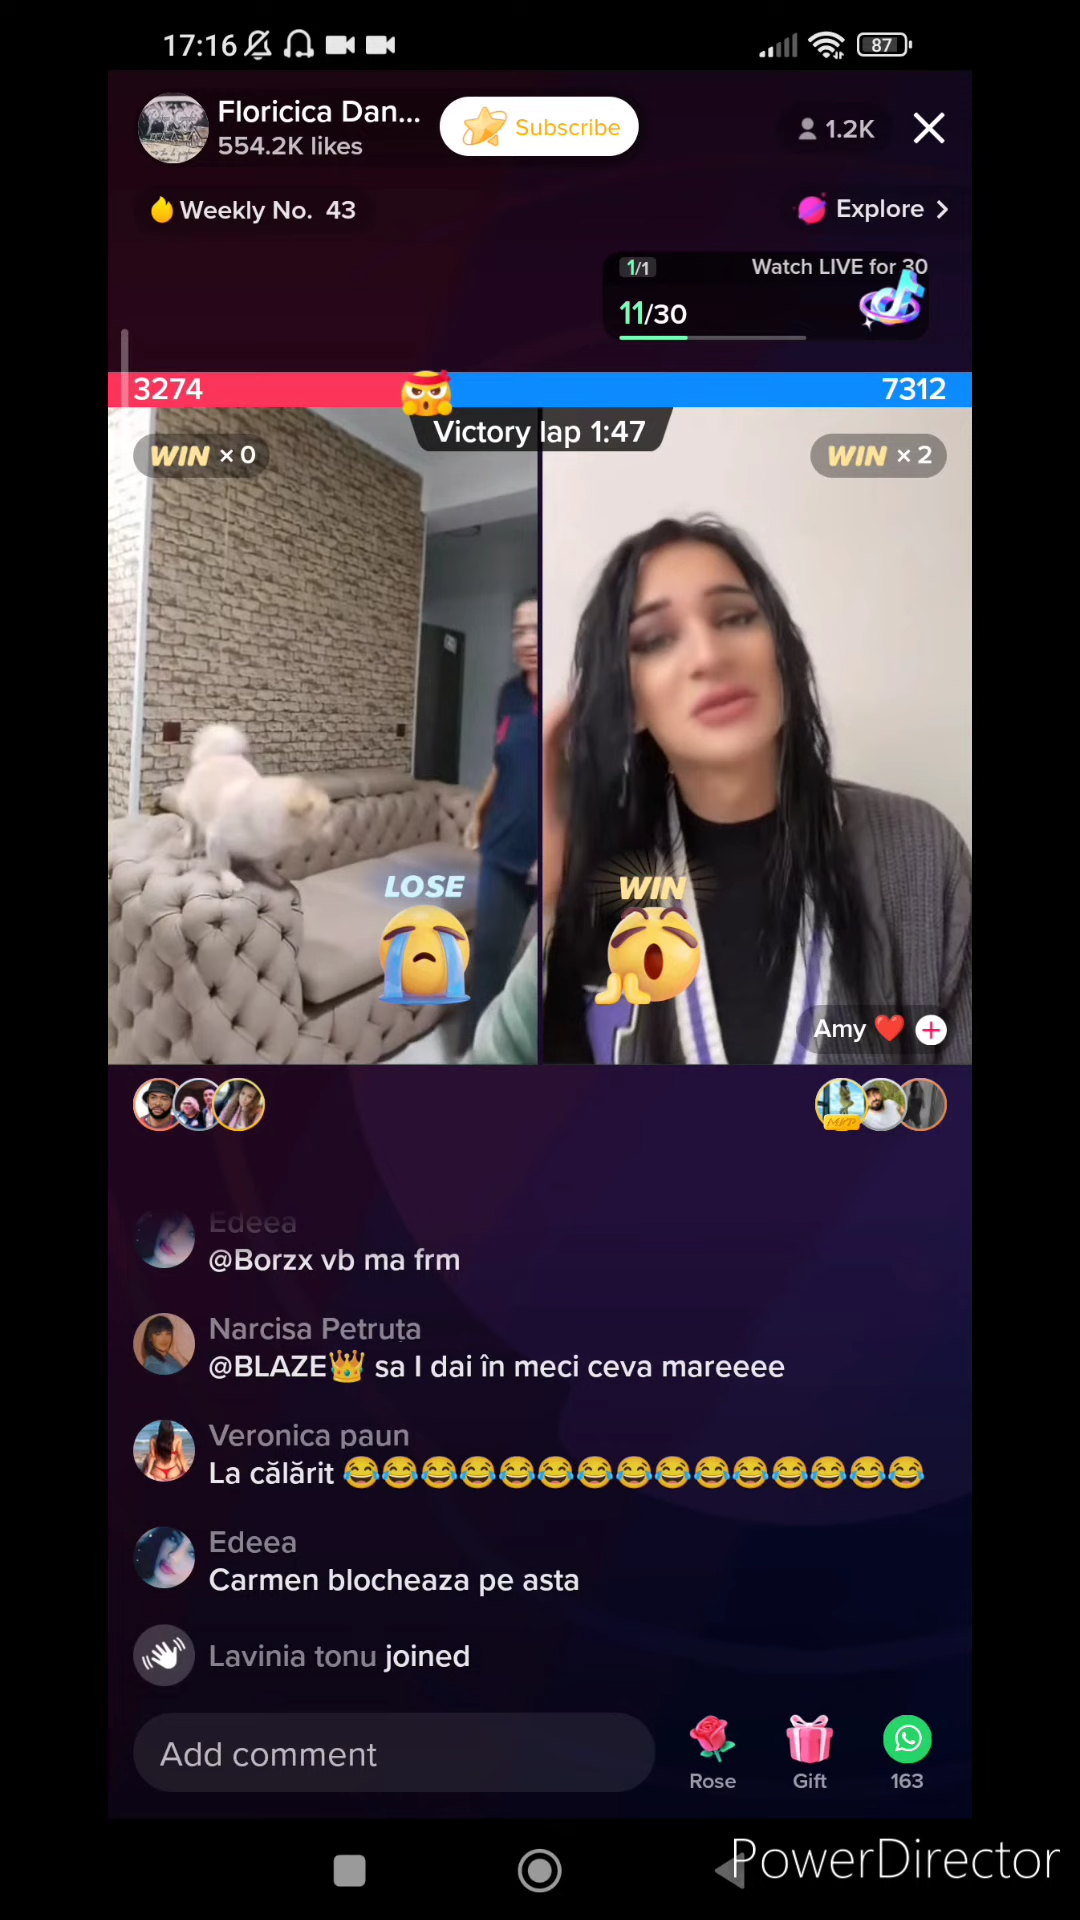 17:16
87
Floricica Dan...
554.2K likes
Subscribe
1.2K
Weekly No. 43
Explore
1/1
Watch LIVE for 30
11/30
3274
7312
Victory lap 1:47
WIN × 0
WIN × 2
LOSE
WIN
Amy ❤️
Edeea
@Borzx vb ma frm
Narcisa Petruța
@BLAZE👑 sa l dai în meci ceva mareeee
Veronica paun
La călărit 😂😂😂😂😂😂😂😂😂😂😂😂😂😂😂
Edeea
Carmen blocheaza pe asta
Lavinia tonu joined
Add comment
Rose
Gift
163
PowerDirector